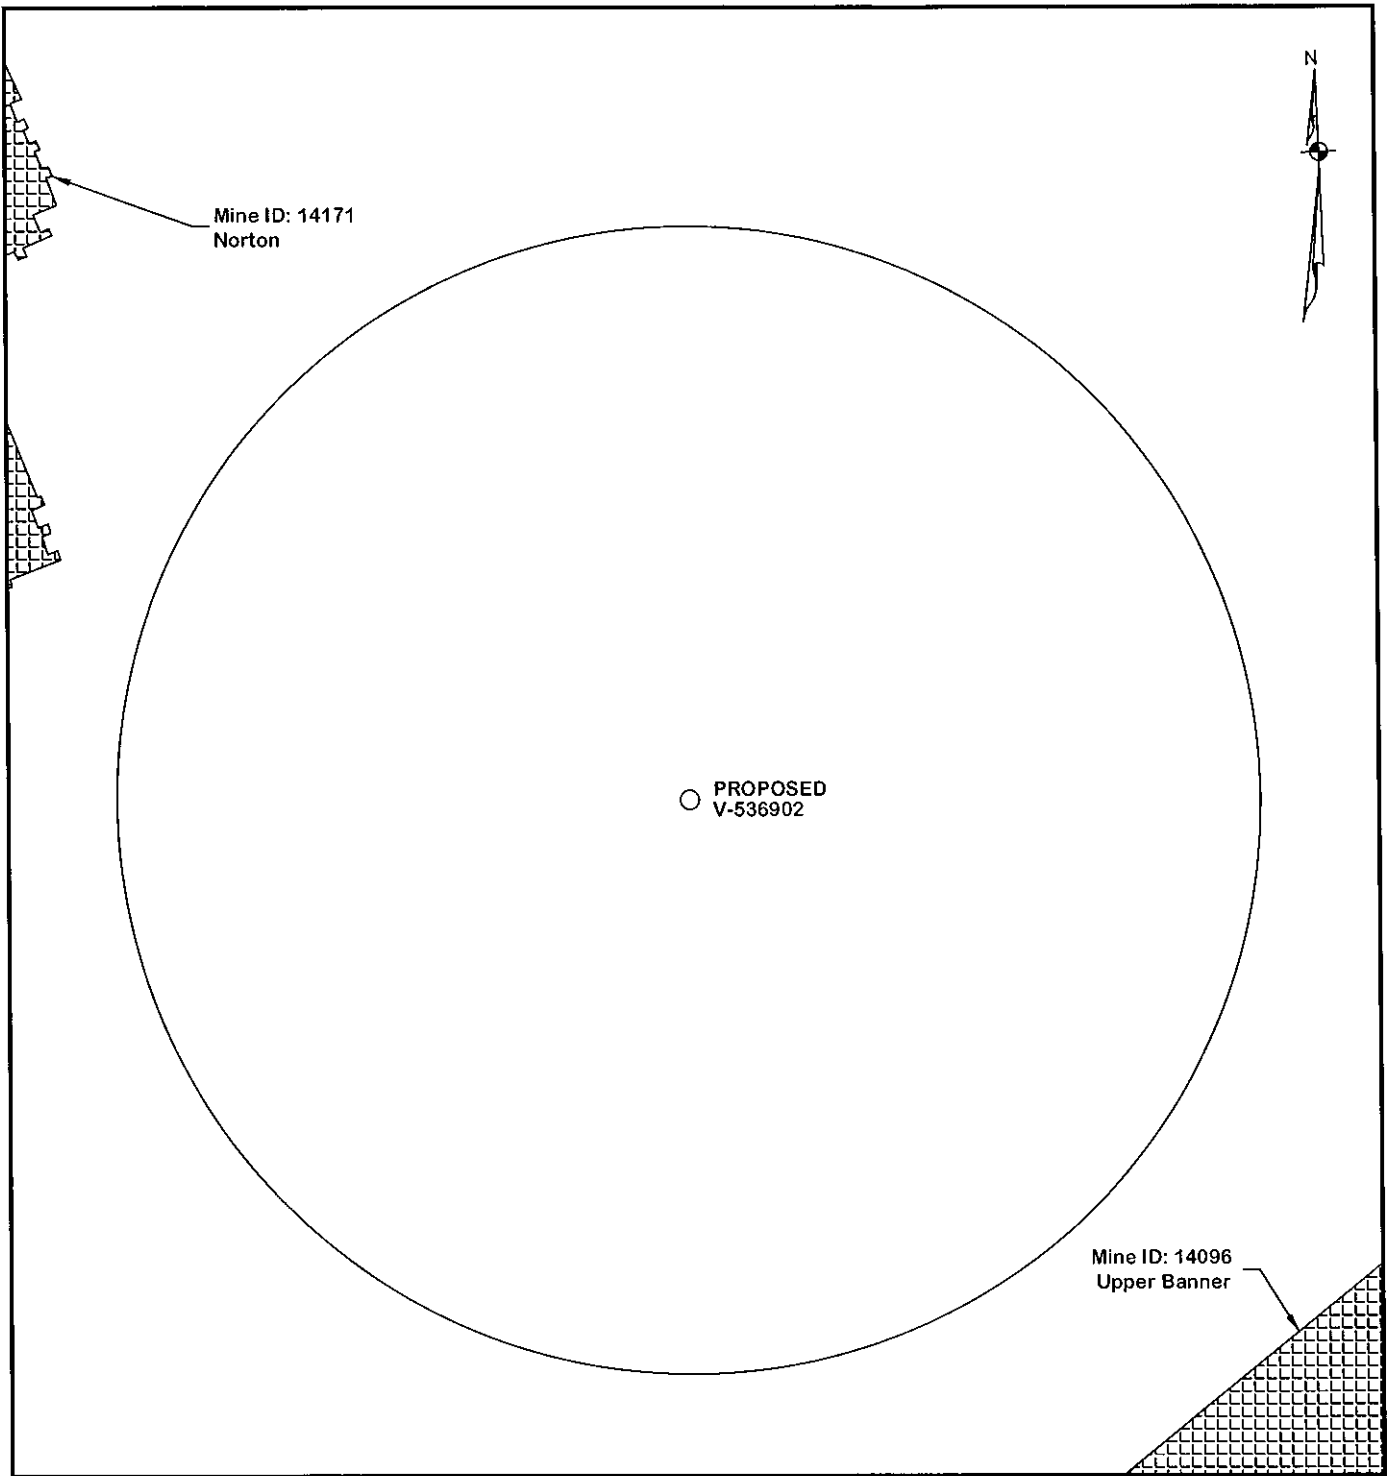 N
Mine ID: 14171
Norton
PROPOSED
V-536902
Mine ID: 14096
Upper Banner